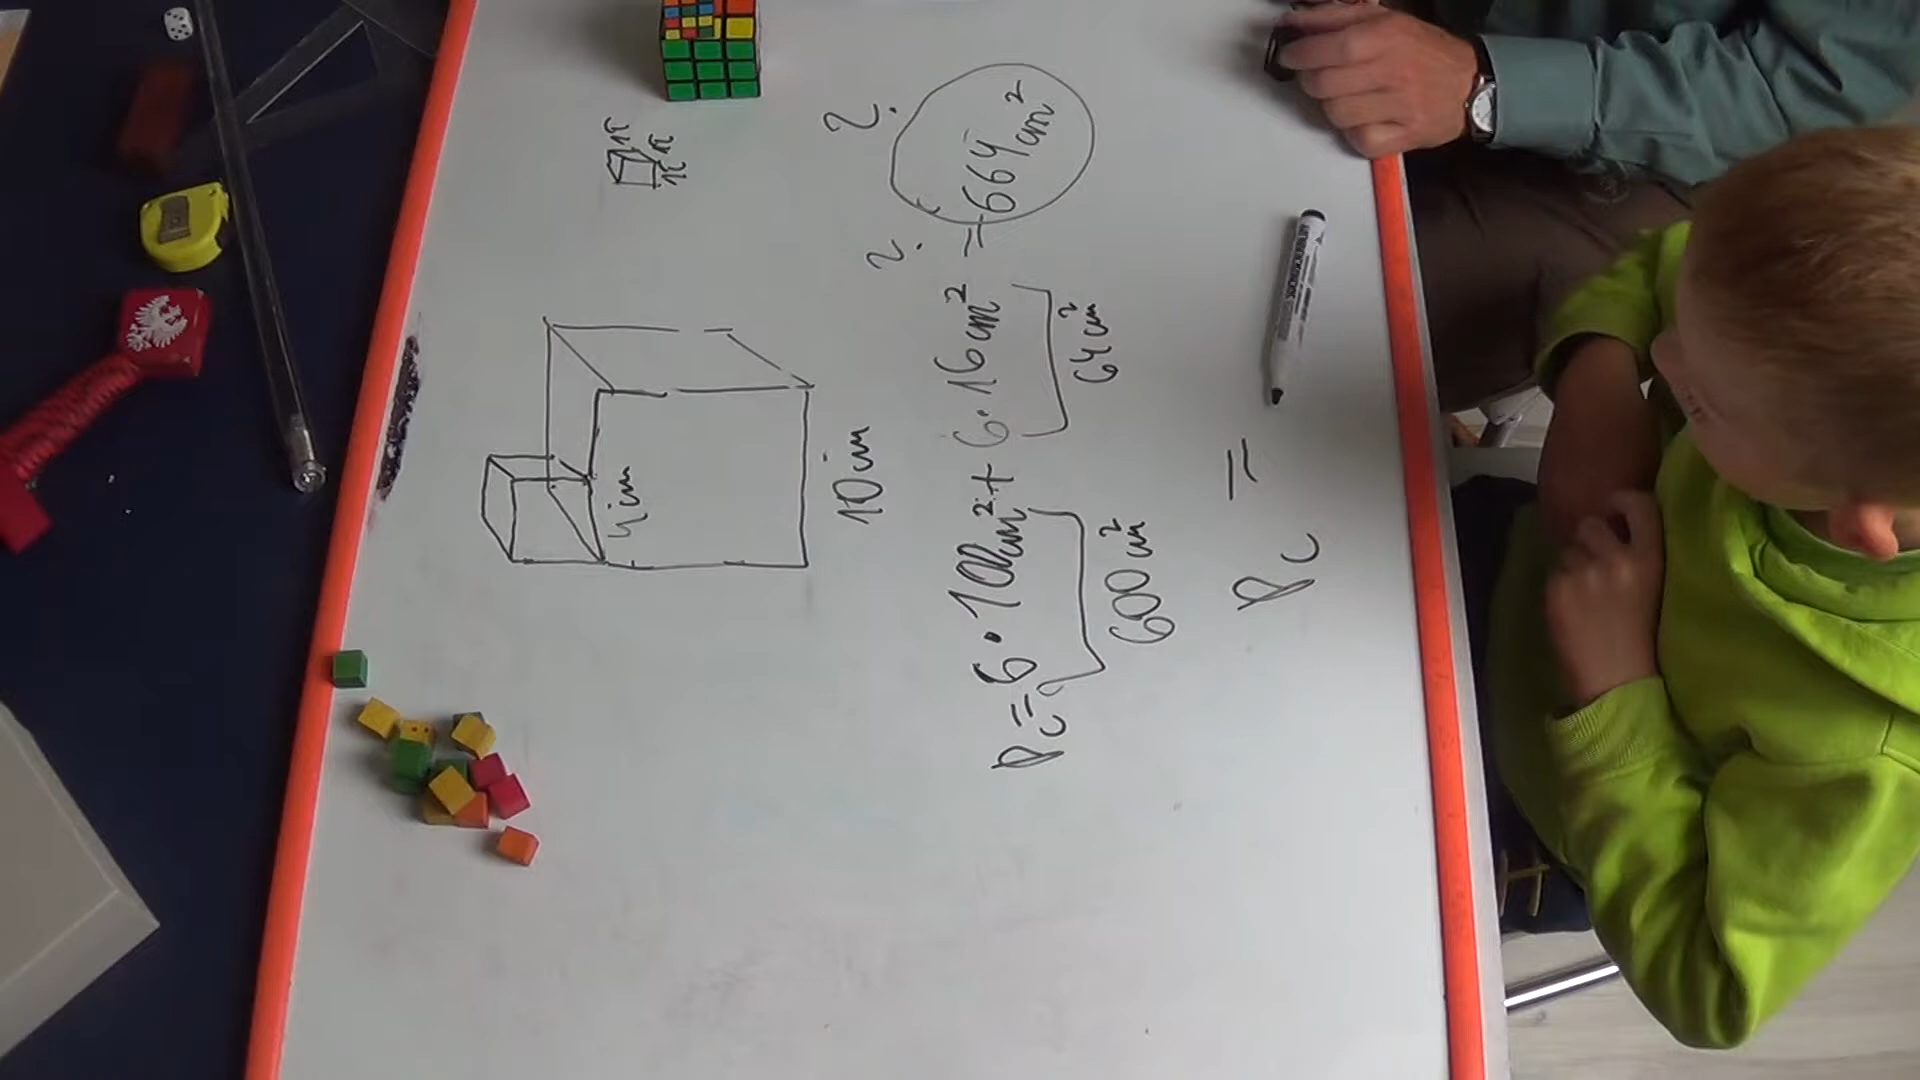 ?
?
4cm
10cm
Pc = 6 · 100cm² + 6 · 16cm² = 664cm²
600cm² 64cm²
Pc =